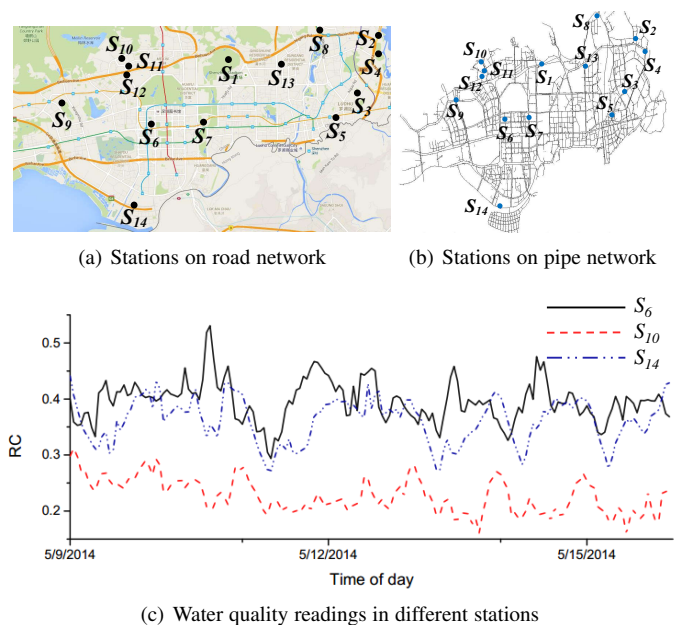 S8
S2
S10
S11
S1
S13
S4
S12
S3
S9
S6
S7
S5
S14
(a) Stations on road network
S8
S2
S10
S1
S13
S4
S11
S12
S3
S9
S6
S7
S5
S14
(b) Stations on pipe network
S6
S10
S14
0.5
0.4
0.3
0.2
RC
5/9/2014
5/12/2014
5/15/2014
Time of day
(c) Water quality readings in different stations